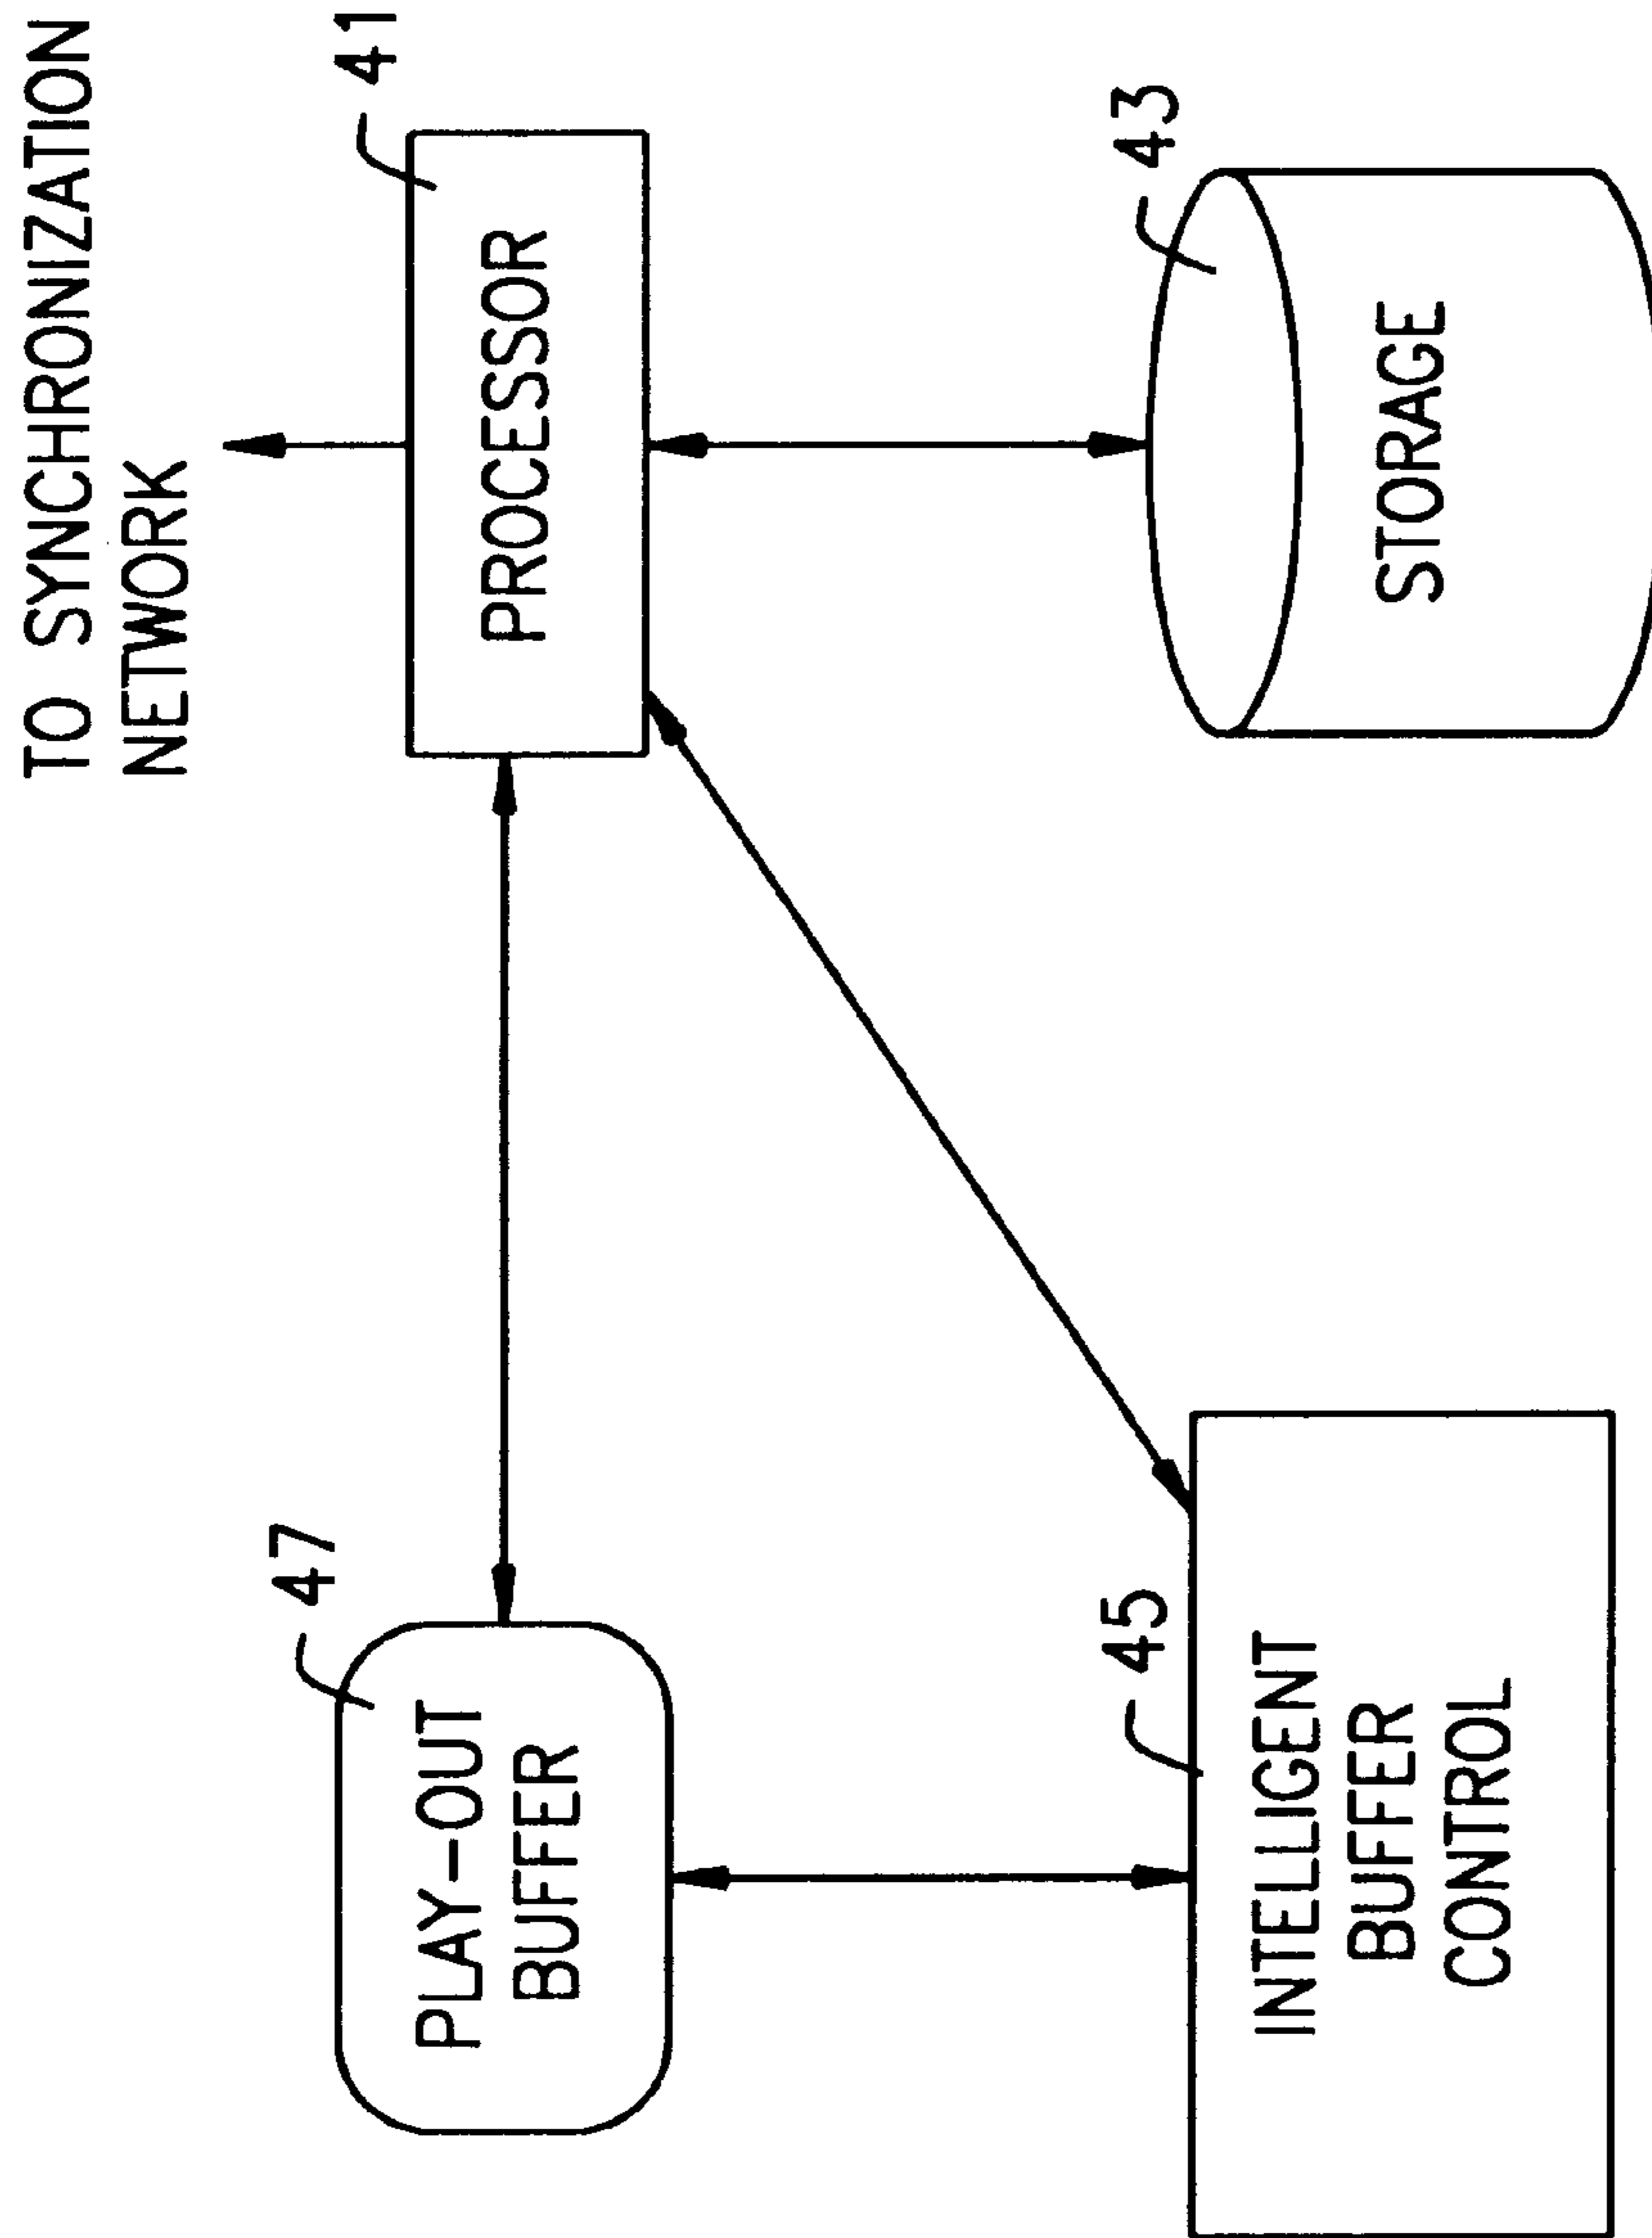 TO SYNCHRONIZATION
NETWORK
47
PLAY-OUT
BUFFER
41
PROCESSOR
45
INTELLIGENT
BUFFER
CONTROL
43
STORAGE